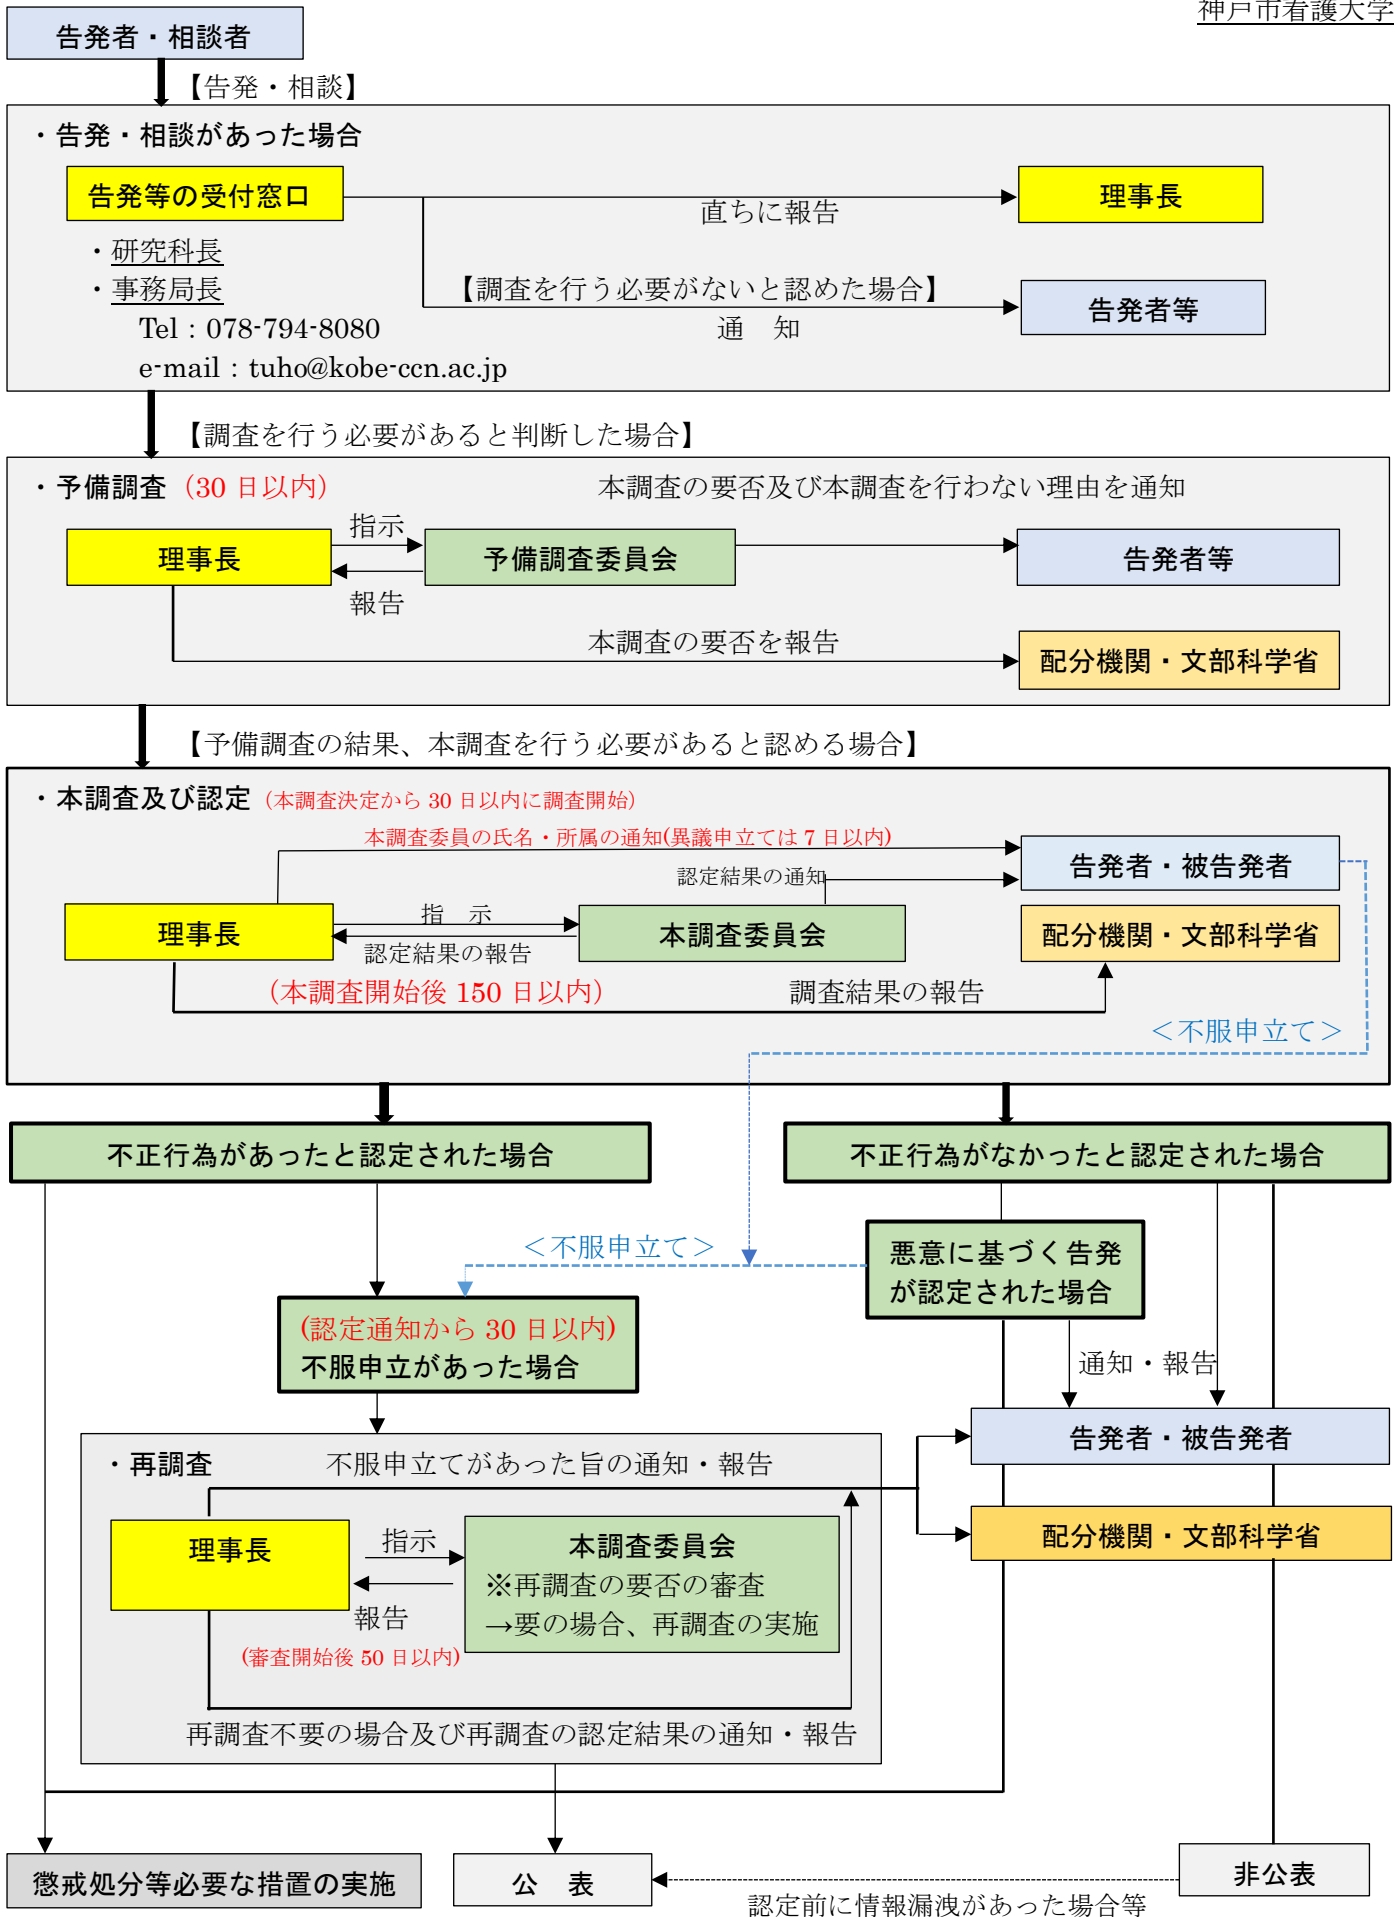 神戸市看護大学
告発者・相談者
【告発・相談】
・告発・相談があった場合
告発等の受付窓口
直ちに報告
理事長
・研究科長
・事務局長
【調査を行う必要がないと認めた場合】
通　知
告発者等
Tel：078-794-8080
e-mail：tuho@kobe-ccn.ac.jp
【調査を行う必要があると判断した場合】
・予備調査（30 日以内）
本調査の要否及び本調査を行わない理由を通知
理事長
指示
報告
予備調査委員会
告発者等
本調査の要否を報告
配分機関・文部科学省
【予備調査の結果、本調査を行う必要があると認める場合】
・本調査及び認定（本調査決定から 30 日以内に調査開始）
本調査委員の氏名・所属の通知(異議申立ては 7 日以内)
告発者・被告発者
認定結果の通知
理事長
指　示
認定結果の報告
本調査委員会
配分機関・文部科学省
（本調査開始後 150 日以内）
調査結果の報告
＜不服申立て＞
不正行為があったと認定された場合
不正行為がなかったと認定された場合
＜不服申立て＞
悪意に基づく告発
が認定された場合
(認定通知から 30 日以内)
不服申立があった場合
通知・報告
告発者・被告発者
・再調査
不服申立てがあった旨の通知・報告
配分機関・文部科学省
理事長
指示
報告
(審査開始後 50 日以内)
本調査委員会
※再調査の要否の審査
→要の場合、再調査の実施
再調査不要の場合及び再調査の認定結果の通知・報告
懲戒処分等必要な措置の実施
公　表
非公表
認定前に情報漏洩があった場合等